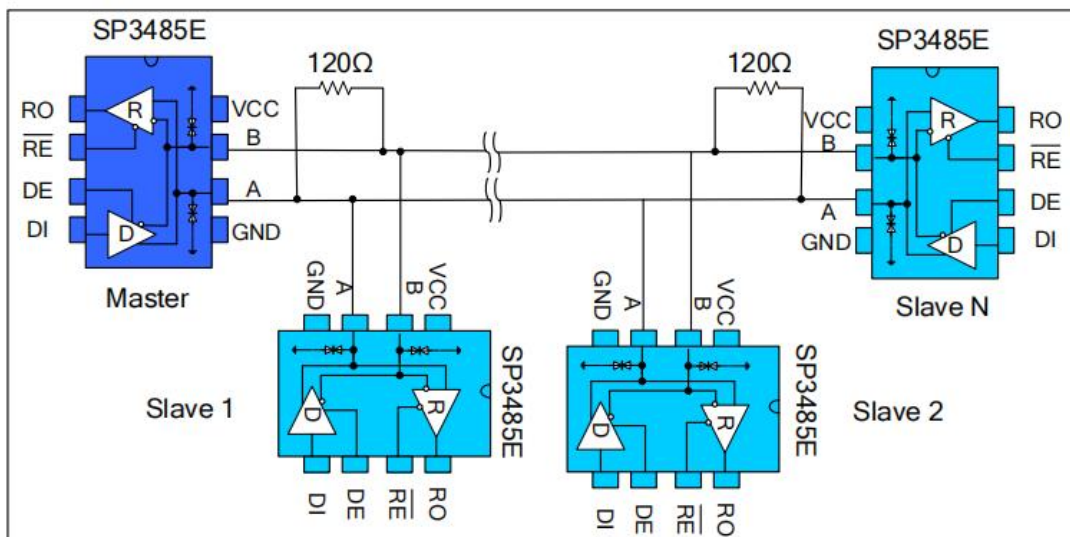 SP3485E
SP3485E
120Ω
120Ω
RO
R
VCC
RE
B
DE
A
DI
D
GND
Master
VCC
R
RO
B
RE
A
DE
GND
D
DI
Slave N
GND
A
B
VCC
SP3485E
D
R
DI
DE
RE
RO
Slave 1
GND
A
B
VCC
SP3485E
D
R
DI
DE
RE
RO
Slave 2